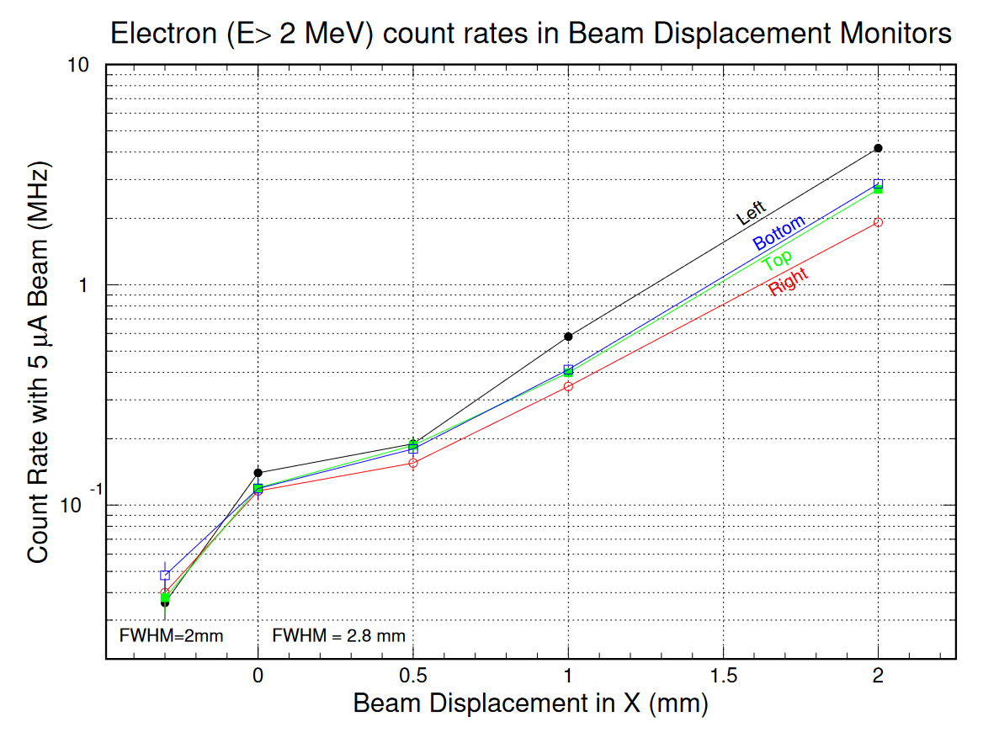 Electron (E> 2 MeV) count rates in Beam Displacement Monitors
10
1
10 -1
Count Rate with 5 μA Beam (MHz)
Left
Bottom
Top
Right
FWHM=2mm
FWHM = 2.8 mm
0 0.5 1 1.5 2
Beam Displacement in X (mm)